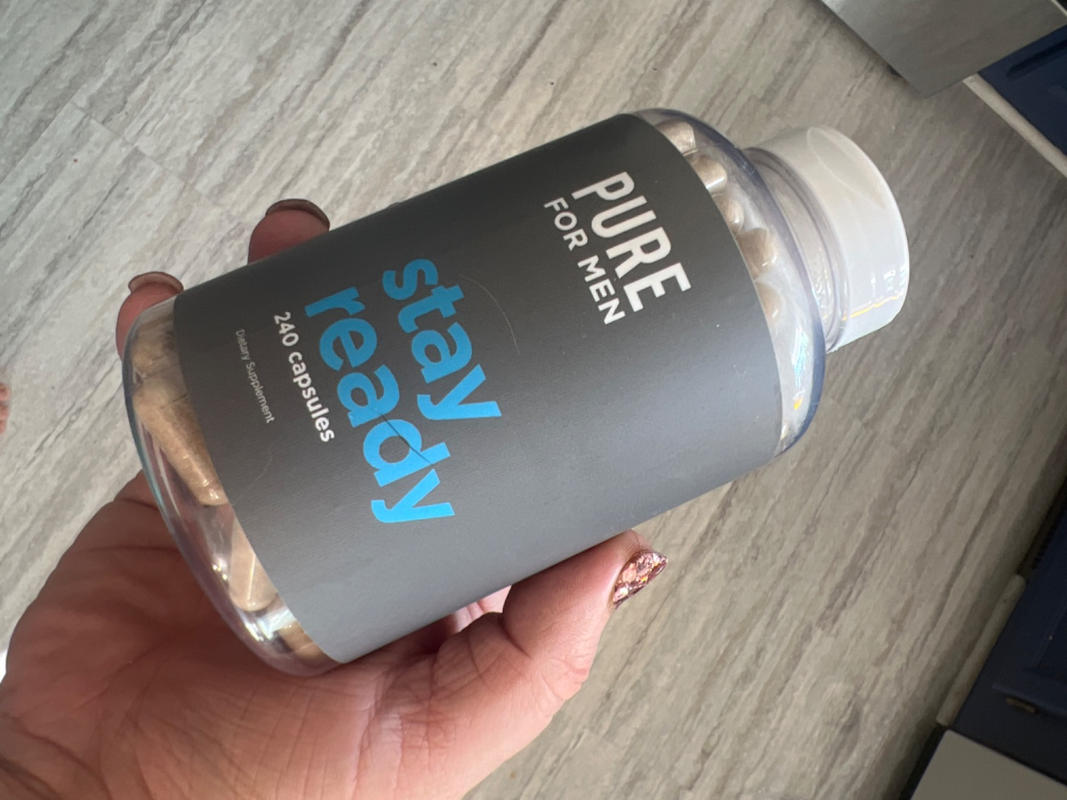 PURE
FOR MEN
stay
ready
240 capsules
Dietary Supplement